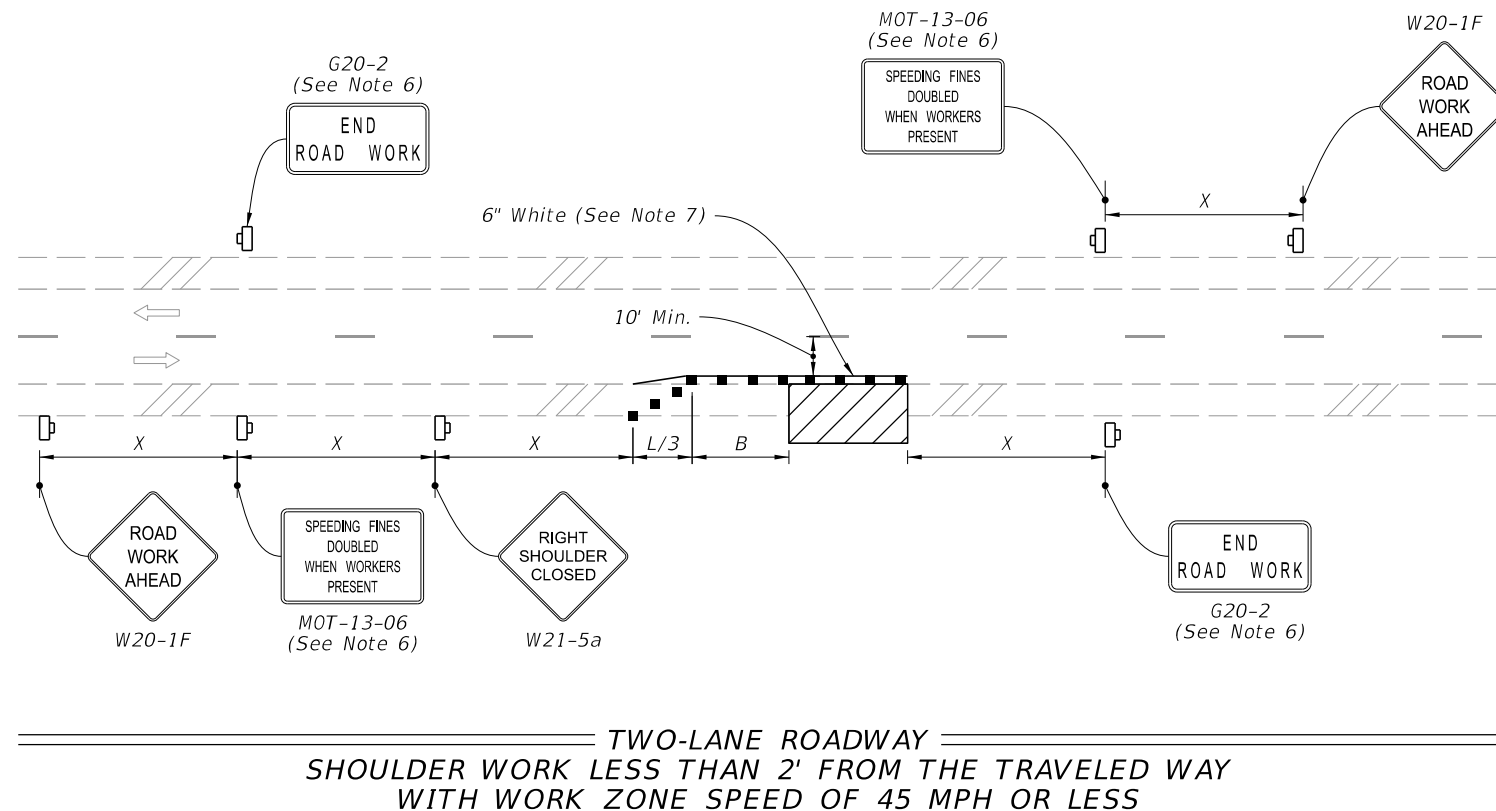 MOT-13-06
(See Note 6)
W20-1F
G20-2
(See Note 6)
SPEEDING FINES
DOUBLED
WHEN WORKERS
PRESENT
ROAD
WORK
AHEAD
END
ROAD WORK
6" White (See Note 7)
X
10' Min.
X
X
X
L/3
B
X
ROAD
WORK
AHEAD
W20-1F
SPEEDING FINES
DOUBLED
WHEN WORKERS
PRESENT
MOT-13-06
(See Note 6)
RIGHT
SHOULDER
CLOSED
W21-5a
END
ROAD WORK
G20-2
(See Note 6)
TWO-LANE ROADWAY
SHOULDER WORK LESS THAN 2' FROM THE TRAVELED WAY
WITH WORK ZONE SPEED OF 45 MPH OR LESS